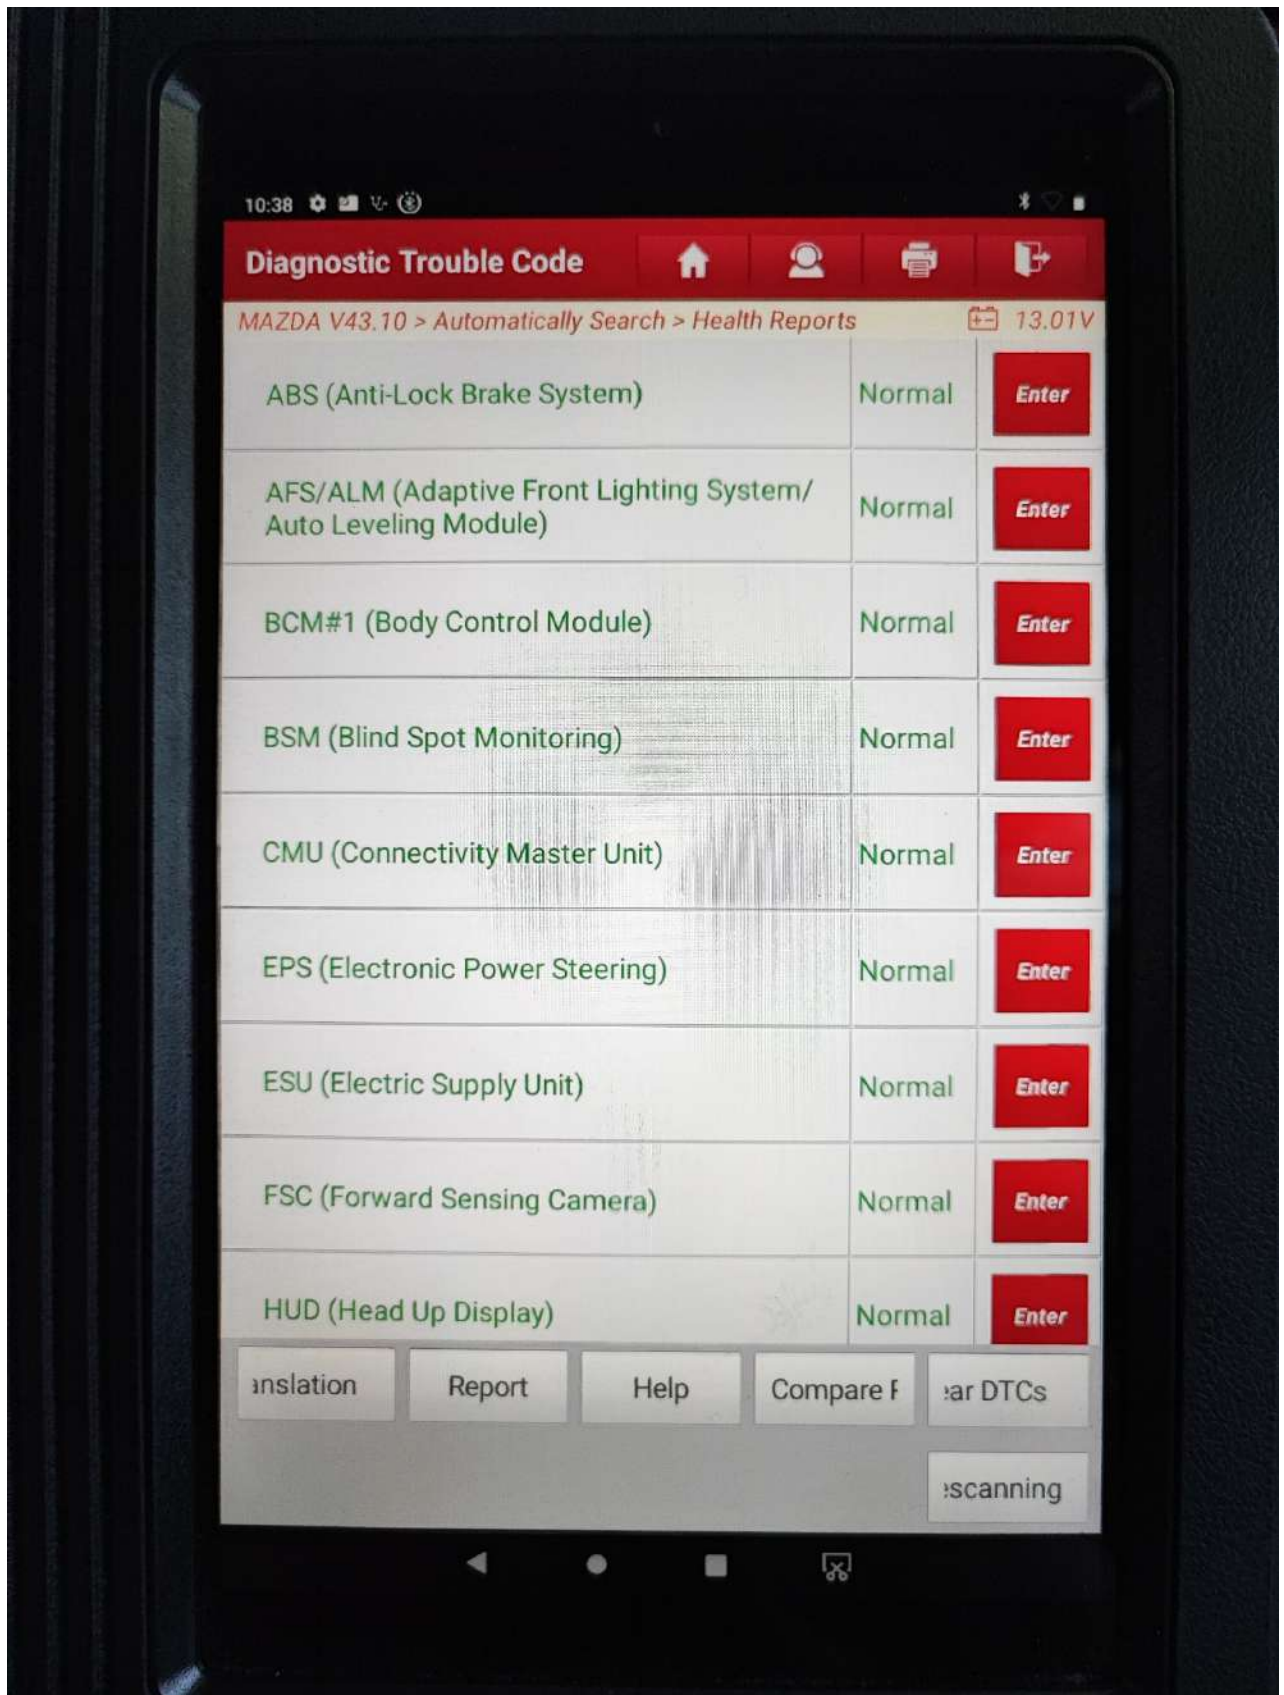 10:38
Diagnostic Trouble Code
MAZDA V43.10 > Automatically Search > Health Reports 13.01V
ABS (Anti-Lock Brake System) Normal Enter
AFS/ALM (Adaptive Front Lighting System/
Auto Leveling Module) Normal Enter
BCM#1 (Body Control Module) Normal Enter
BSM (Blind Spot Monitoring) Normal Enter
CMU (Connectivity Master Unit) Normal Enter
EPS (Electronic Power Steering) Normal Enter
ESU (Electric Supply Unit) Normal Enter
FSC (Forward Sensing Camera) Normal Enter
HUD (Head Up Display) Normal Enter
anslation Report Help Compare F ear DTCs
escanning